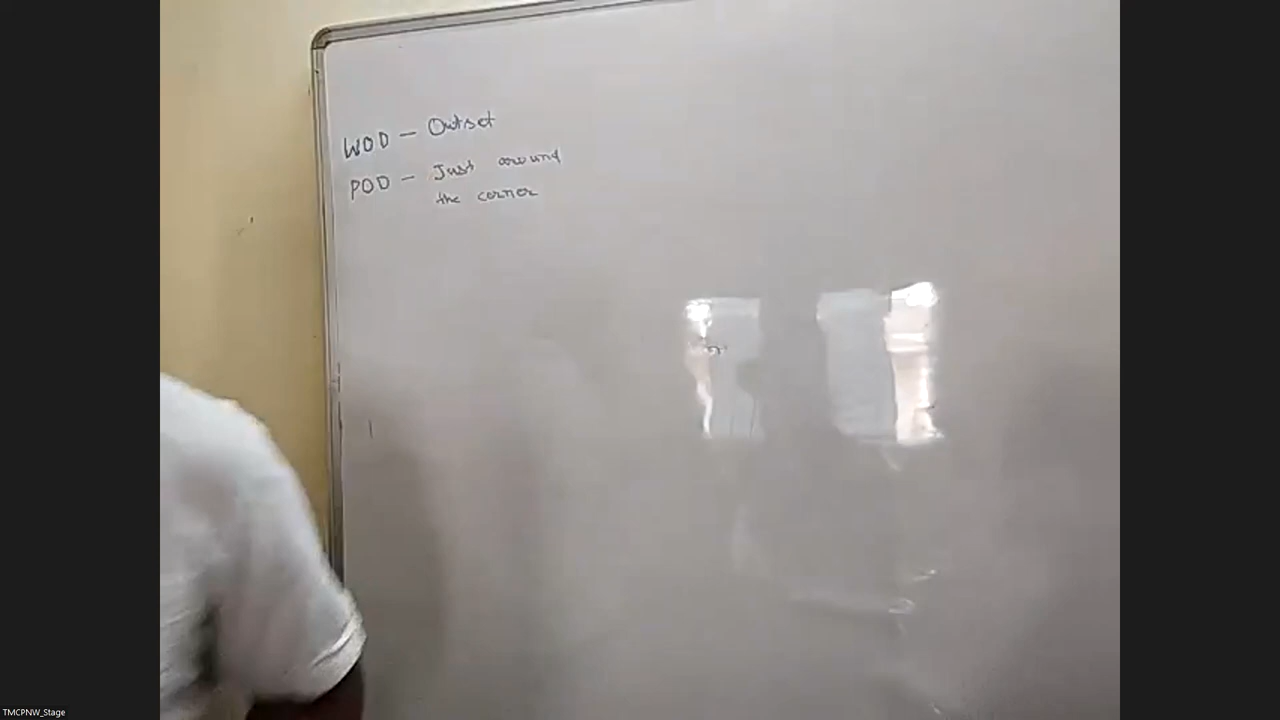 WOD - Outset
POD - Just around
the corner
TMCPNW_Stage